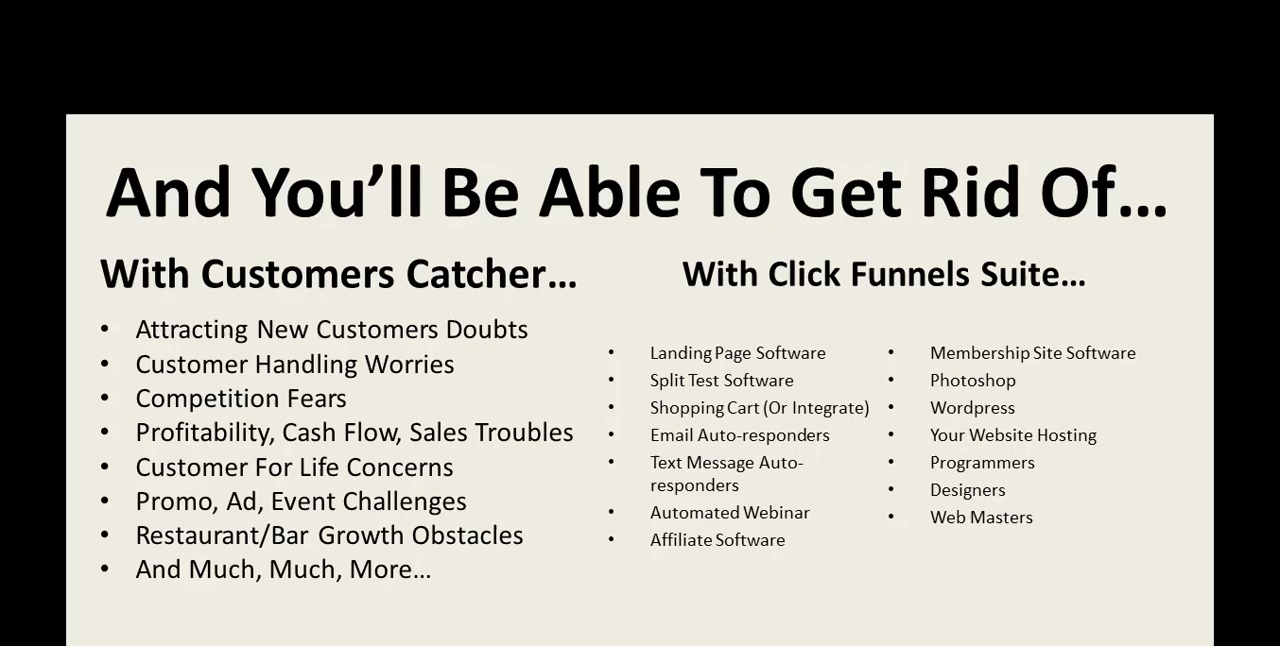 And You’ll Be Able To Get Rid Of…
With Customers Catcher…
• Attracting New Customers Doubts
• Customer Handling Worries
• Competition Fears
• Profitability, Cash Flow, Sales Troubles
• Customer For Life Concerns
• Promo, Ad, Event Challenges
• Restaurant/Bar Growth Obstacles
• And Much, Much, More…
With Click Funnels Suite…
• Landing Page Software
• Split Test Software
• Shopping Cart (Or Integrate)
• Email Auto-responders
• Text Message Auto-
responders
• Automated Webinar
• Affiliate Software
• Membership Site Software
• Photoshop
• Wordpress
• Your Website Hosting
• Programmers
• Designers
• Web Masters